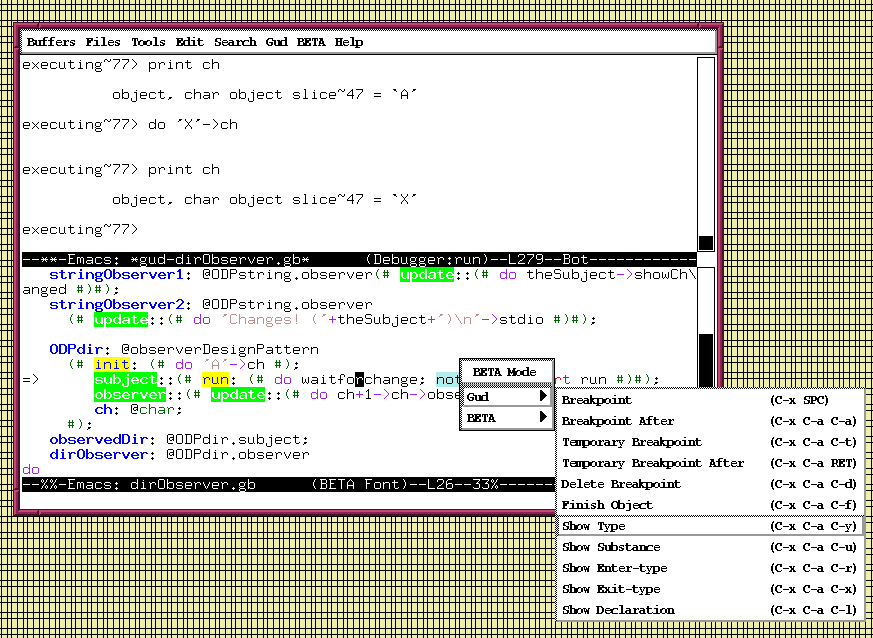 Buffers Files Tools Edit Search Gud BETA Help
executing~77> print ch
object, char object slice~47 = `A´
executing~77> do ´X´->ch
executing~77> print ch
object, char object slice~47 = `X´
executing~77>
--**-Emacs: *gud-dirObserver.gb* (Debugger:run)--L279--Bot------------
stringObserver1: @ODPstring.observer(# update::(# do theSubject->showCh\
anged #)#);
stringObserver2: @ODPstring.observer
(# update::(# do ´Changes! (´+theSubject+´)\n´->stdio #)#);
ODPdir: @observerDesignPattern
(# init: (# do ´A´->ch #);
=> subject::(# run: (# do waitforchange; not rt run #)#);
observer::(# update::(# do ch+1->ch->obse
ch: @char;
#);
observedDir: @ODPdir.subject;
dirObserver: @ODPdir.observer
do
--%%-Emacs: dirObserver.gb (BETA Font)--L26--33%------
BETA Mode
Gud
BETA
Breakpoint (C-x SPC)
Breakpoint After (C-x C-a C-a)
Temporary Breakpoint (C-x C-a C-t)
Temporary Breakpoint After (C-x C-a RET)
Delete Breakpoint (C-x C-a C-d)
Finish Object (C-x C-a C-f)
Show Type (C-x C-a C-y)
Show Substance (C-x C-a C-u)
Show Enter-type (C-x C-a C-r)
Show Exit-type (C-x C-a C-x)
Show Declaration (C-x C-a C-l)